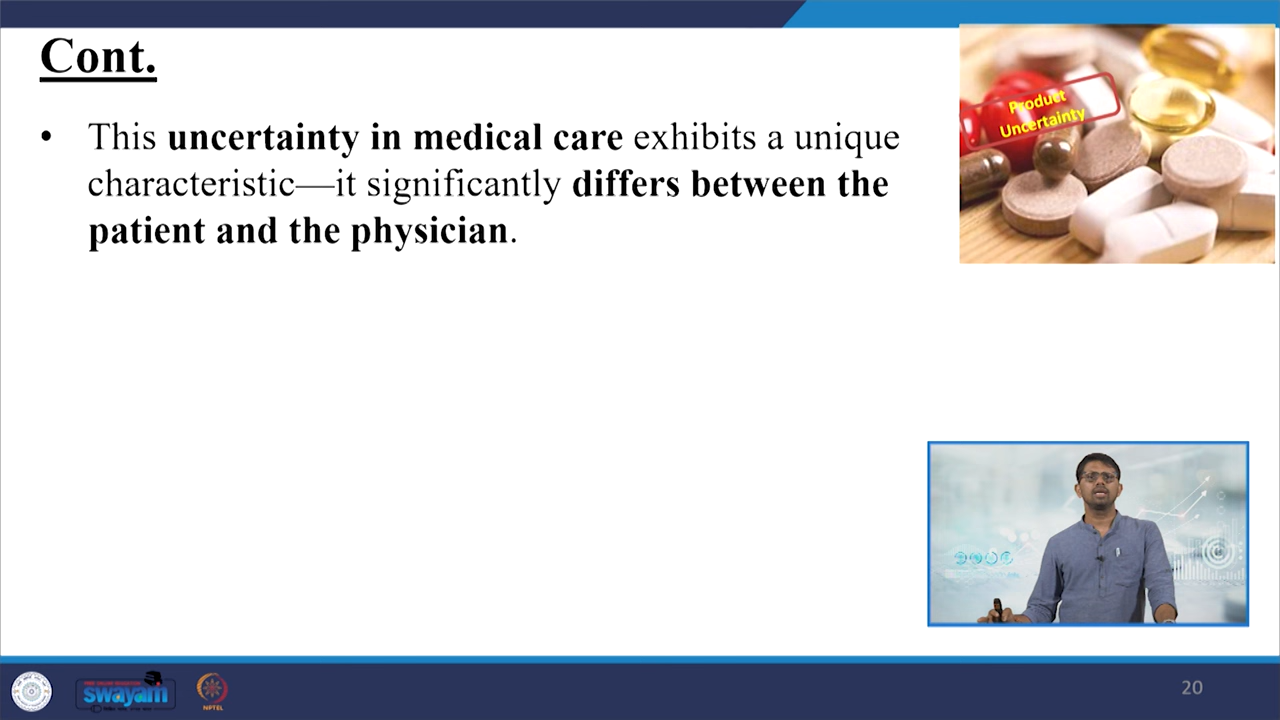 Cont.
Product
Uncertainty
• This uncertainty in medical care exhibits a unique
characteristic—it significantly differs between the
patient and the physician.
swayam
NPTEL
20